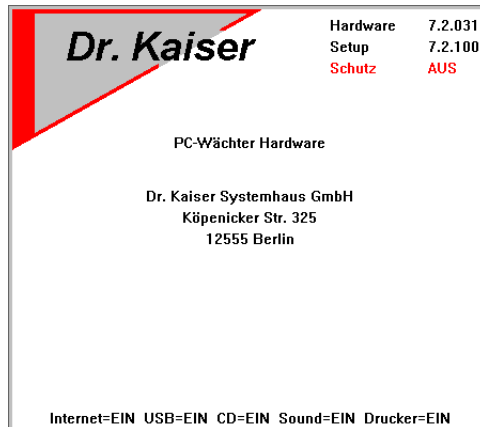 Dr. Kaiser
Hardware 7.2.031
Setup 7.2.100
Schutz AUS
PC-Wächter Hardware
Dr. Kaiser Systemhaus GmbH
Köpenicker Str. 325
12555 Berlin
Internet=EIN USB=EIN CD=EIN Sound=EIN Drucker=EIN